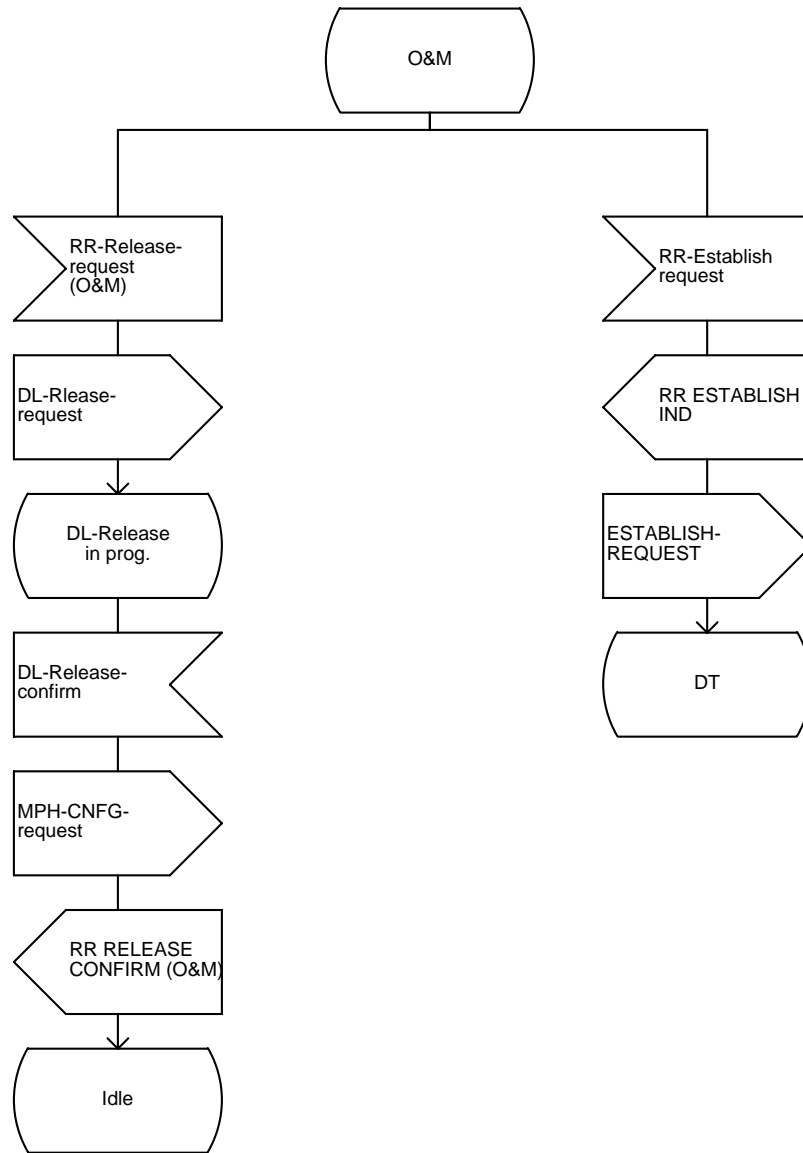 O&M
RR-Release-
request
(O&M)
DL-Rlease-
request
DL-Release
in prog.
DL-Release-
confirm
MPH-CNFG-
request
RR RELEASE
CONFIRM (O&M)
Idle
RR-Establish
request
RR ESTABLISH
IND
ESTABLISH-
REQUEST
DT